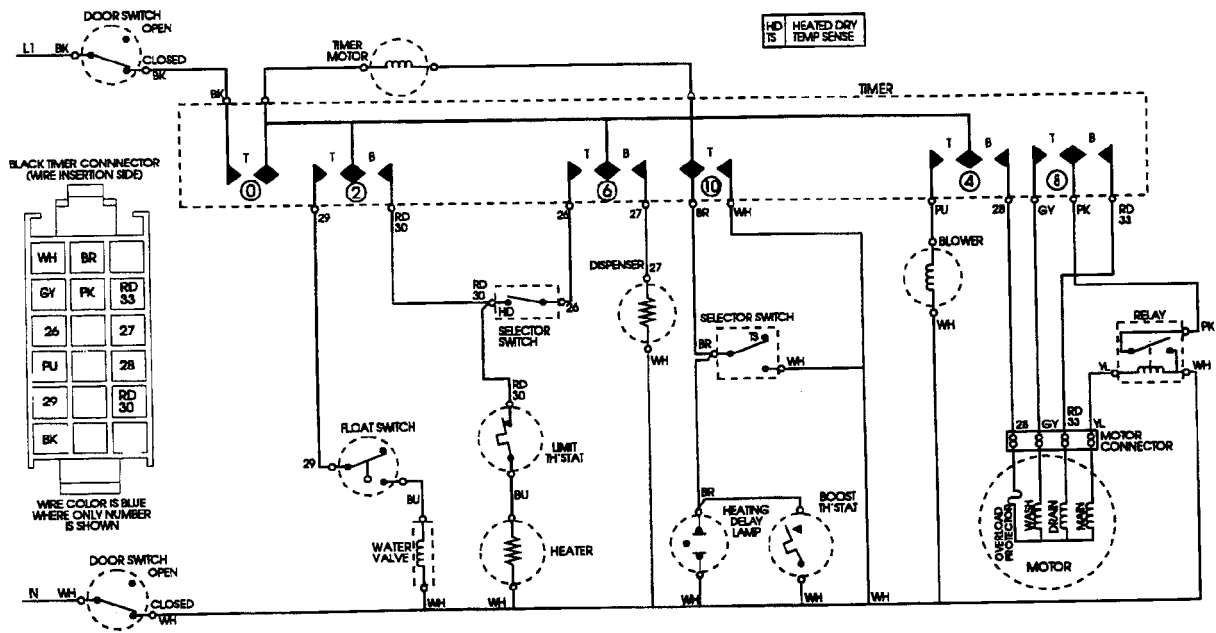 DOOR SWITCH
OPEN
L1
BK
CLOSED
BK
TIMER
MOTOR
HD HEATED DRY
TS TEMP SENSE
BK
TIMER
T
0
T
B
2
T
B
6
T
10
T
B
4
8
29
RD
30
26
27
BR
WH
PU
28
GY
PK
RD
33
BLACK TIMER CONNNECTOR
(WIRE INSERTION SIDE)
WH BR
GY PK RD
33
26 27
PU 28
29 RD
30
BK
WIRE COLOR IS BLUE
WHERE ONLY NUMBER
IS SHOWN
RD
30
HD
26
SELECTOR
SWITCH
DISPENSER
27
WH
SELECTOR SWITCH
BR
TS
WH
BLOWER
WH
RELAY
PK
YL
WH
RD
30
LIMIT
TH'STAT
BU
FLOAT SWITCH
29
BU
WATER
VALVE
WH
HEATER
WH
WH
BR
HEATING
DELAY
LAMP
WH
BOOST
TH'STAT
WH
WH
WH
28
GY
RD
33
YL
MOTOR
CONNECTOR
OVERLOAD
PROTECTOR
WASH
DRAIN
MAIN
MOTOR
DOOR SWITCH
OPEN
N
WH
CLOSED
WH